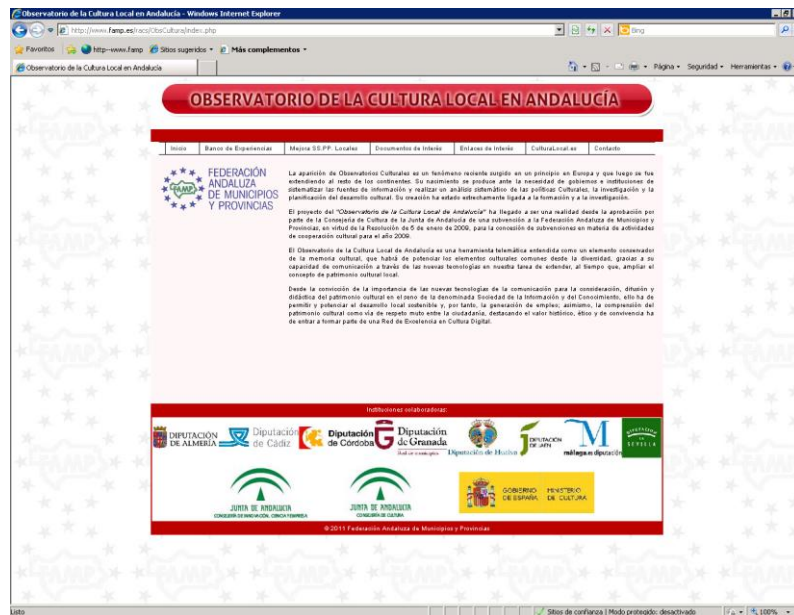 Observatorio de la Cultura Local en Andalucía - Windows Internet Explorer
http://www.famp.es/racs/ObsCultura/index.php
Bing
Favoritos
http--www.famp
Sitios sugeridos
Más complementos
Observatorio de la Cultura Local en Andalucía
Página
Seguridad
Herramientas
OBSERVATORIO DE LA CULTURA LOCAL EN ANDALUCÍA
Inicio
Banco de Experiencias
Mejora SS.PP. Locales
Documentos de Interés
Enlaces de Interés
CulturaLocal.es
Contacto
FAMP
FEDERACIÓN
ANDALUZA
DE MUNICIPIOS
Y PROVINCIAS
La aparición de Observatorios Culturales es un fenómeno reciente surgido en un principio en Europa y que luego se fue
extendiendo al resto de los continentes. Su nacimiento se produce ante la necesidad de gobiernos e instituciones de
sistematizar las fuentes de información y realizar un análisis sistemático de las políticas Culturales, la investigación y la
planificación del desarrollo cultural. Su creación ha estado estrechamente ligada a la formación y a la investigación.
El proyecto del "Observatorio de la Cultura Local de Andalucía" ha llegado a ser una realidad desde la aprobación por
parte de la Consejería de Cultura de la Junta de Andalucía de una subvención a la Federación Andaluza de Municipios y
Provincias, en virtud de la Resolución de 5 de enero de 2009, para la concesión de subvenciones en materia de actividades
de cooperación cultural para el año 2009.
El Observatorio de la Cultura Local de Andalucía es una herramienta telemática entendida como un elemento conservador
de la memoria cultural, que habrá de potenciar los elementos culturales comunes desde la diversidad, gracias a su
capacidad de comunicación a través de las nuevas tecnologías en nuestra tarea de extender, al tiempo que, ampliar el
concepto de patrimonio cultural local.
Desde la convicción de la importancia de las nuevas tecnologías de la comunicación para la consideración, difusión y
didáctica del patrimonio cultural en el seno de la denominada Sociedad de la Información y del Conocimiento, ello ha de
permitir y potenciar el desarrollo local sostenible y, por tanto, la generación de empleo; asimismo, la comprensión del
patrimonio cultural como vía de respeto mutuo entre la ciudadanía, destacando el valor histórico, ético y de convivencia ha
de entrar a formar parte de una Red de Excelencia en Cultura Digital.
Instituciones colaboradoras:
DIPUTACIÓN
DE ALMERÍA
Diputación
de Cádiz
Diputación
de Córdoba
Diputación
de Granada
Diputación de Huelva
DIPUTACIÓN
DE JAÉN
málaga.es diputación
DIPUTACION
DE
SEVILLA
JUNTA DE ANDALUCIA
CONSEJERÍA DE INNOVACIÓN, CIENCIA Y EMPRESA
JUNTA DE ANDALUCIA
CONSEJERÍA DE CULTURA
GOBIERNO
DE ESPAÑA
MINISTERIO
DE CULTURA
© 2011 Federación Andaluza de Municipios y Provincias
Listo
Sitios de confianza | Modo protegido: desactivado
100%